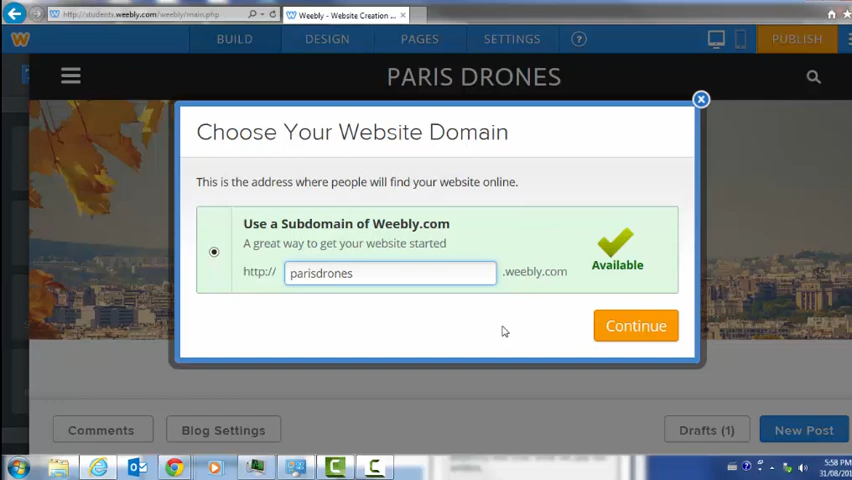 http://students.weebly.com/weebly/main.php
Weebly - Website Creation ...
BUILD
DESIGN
PAGES
SETTINGS
?
PUBLISH
PARIS DRONES
Choose Your Website Domain
This is the address where people will find your website online.
Use a Subdomain of Weebly.com
A great way to get your website started
http:// parisdrones .weebly.com
Available
Continue
Comments
Blog Settings
Drafts (1)
New Post
5:58 PM
31/08/201